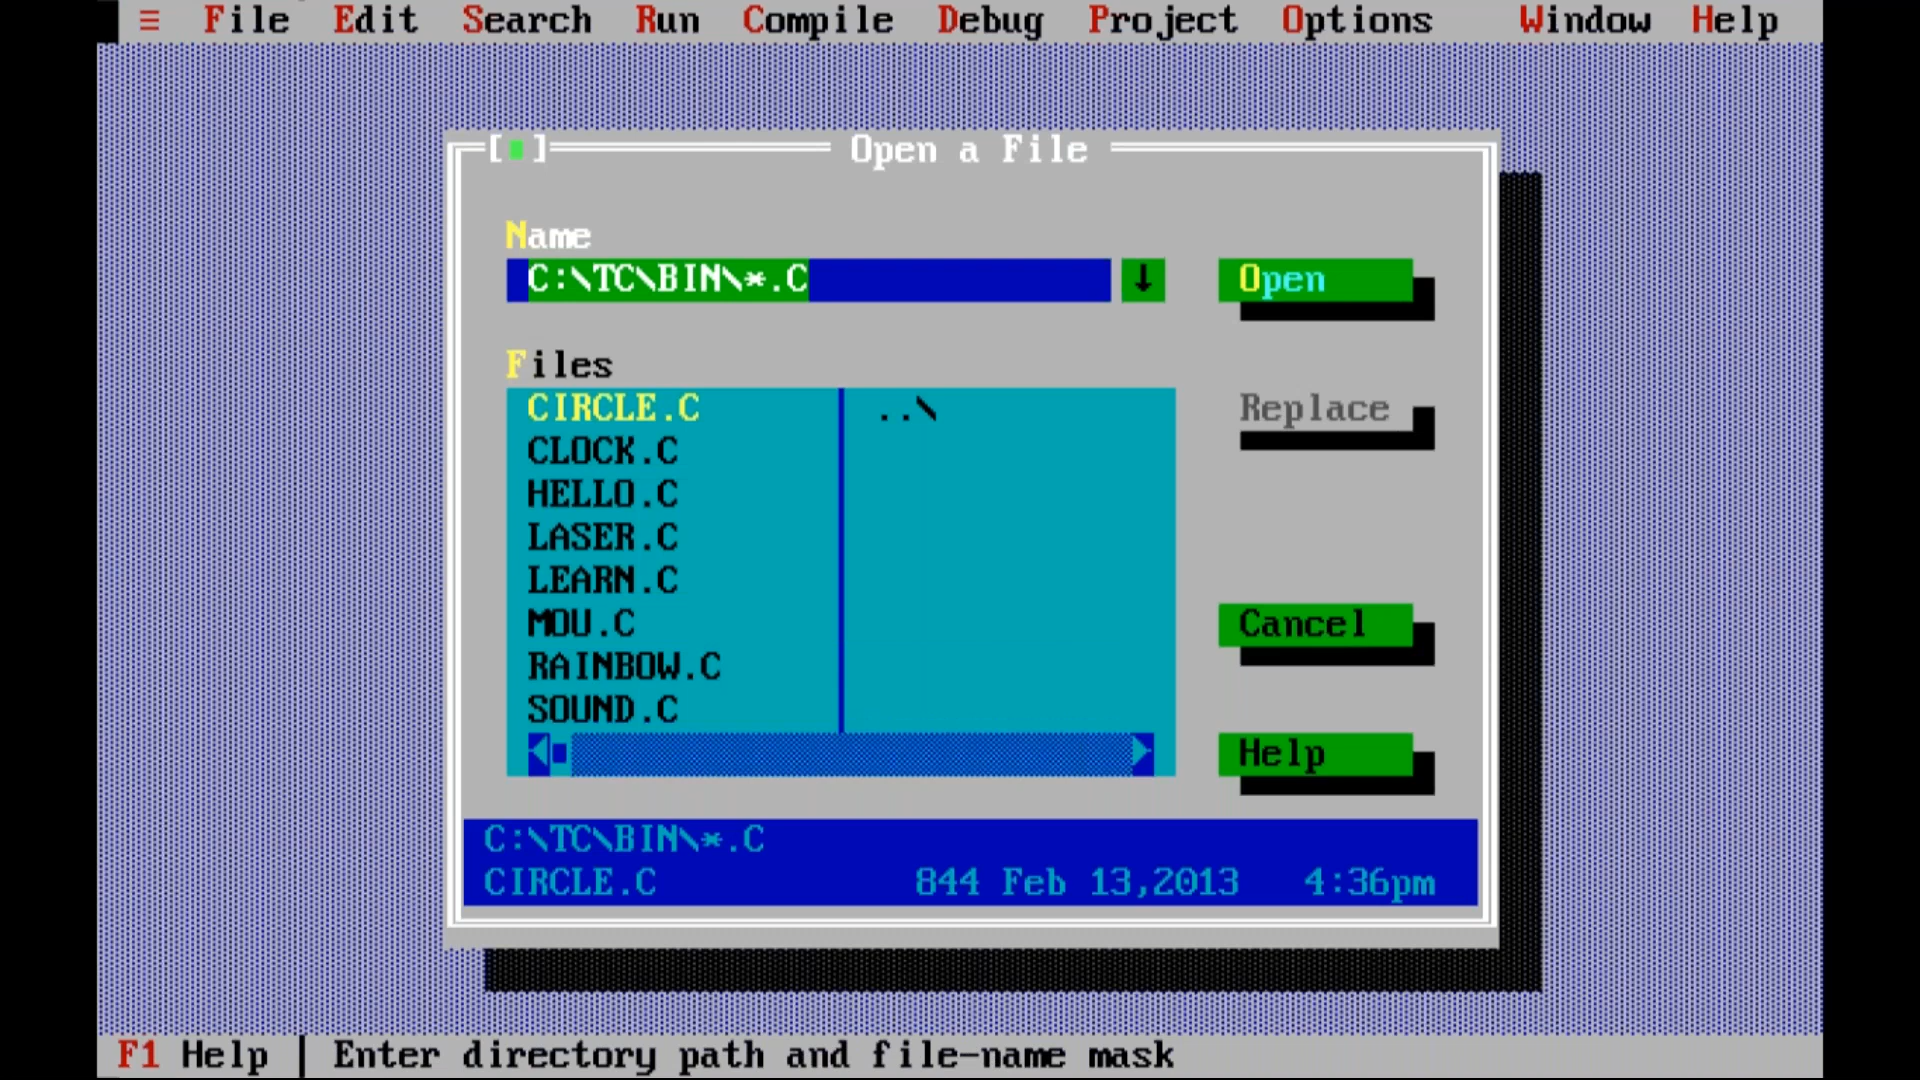 ≡ File Edit Search Run Compile Debug Project Options Window Help
[■] Open a File
Name
C:\TC\BIN\*.C ↓ Open
Files
CIRCLE.C ..\ Replace
CLOCK.C
HELLO.C
LASER.C
LEARN.C
MOU.C Cancel
RAINBOW.C
SOUND.C
Help
C:\TC\BIN\*.C
CIRCLE.C 844 Feb 13,2013 4:36pm
F1 Help | Enter directory path and file-name mask